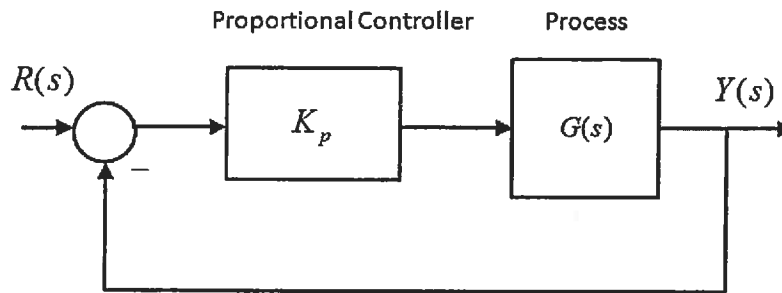 Proportional Controller
Process
R(s)
K_p
G(s)
Y(s)
−